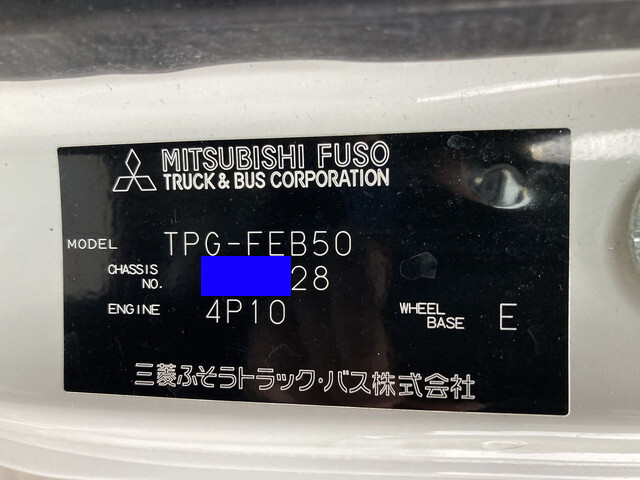 MITSUBISHI FUSO
TRUCK & BUS CORPORATION
MODEL TPG-FEB50
CHASSIS NO. 28
ENGINE 4P10 WHEEL BASE E
三菱ふそうトラック・バス株式会社